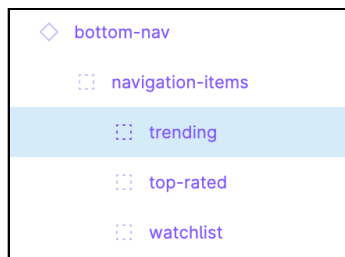 bottom-nav
navigation-items
trending
top-rated
watchlist